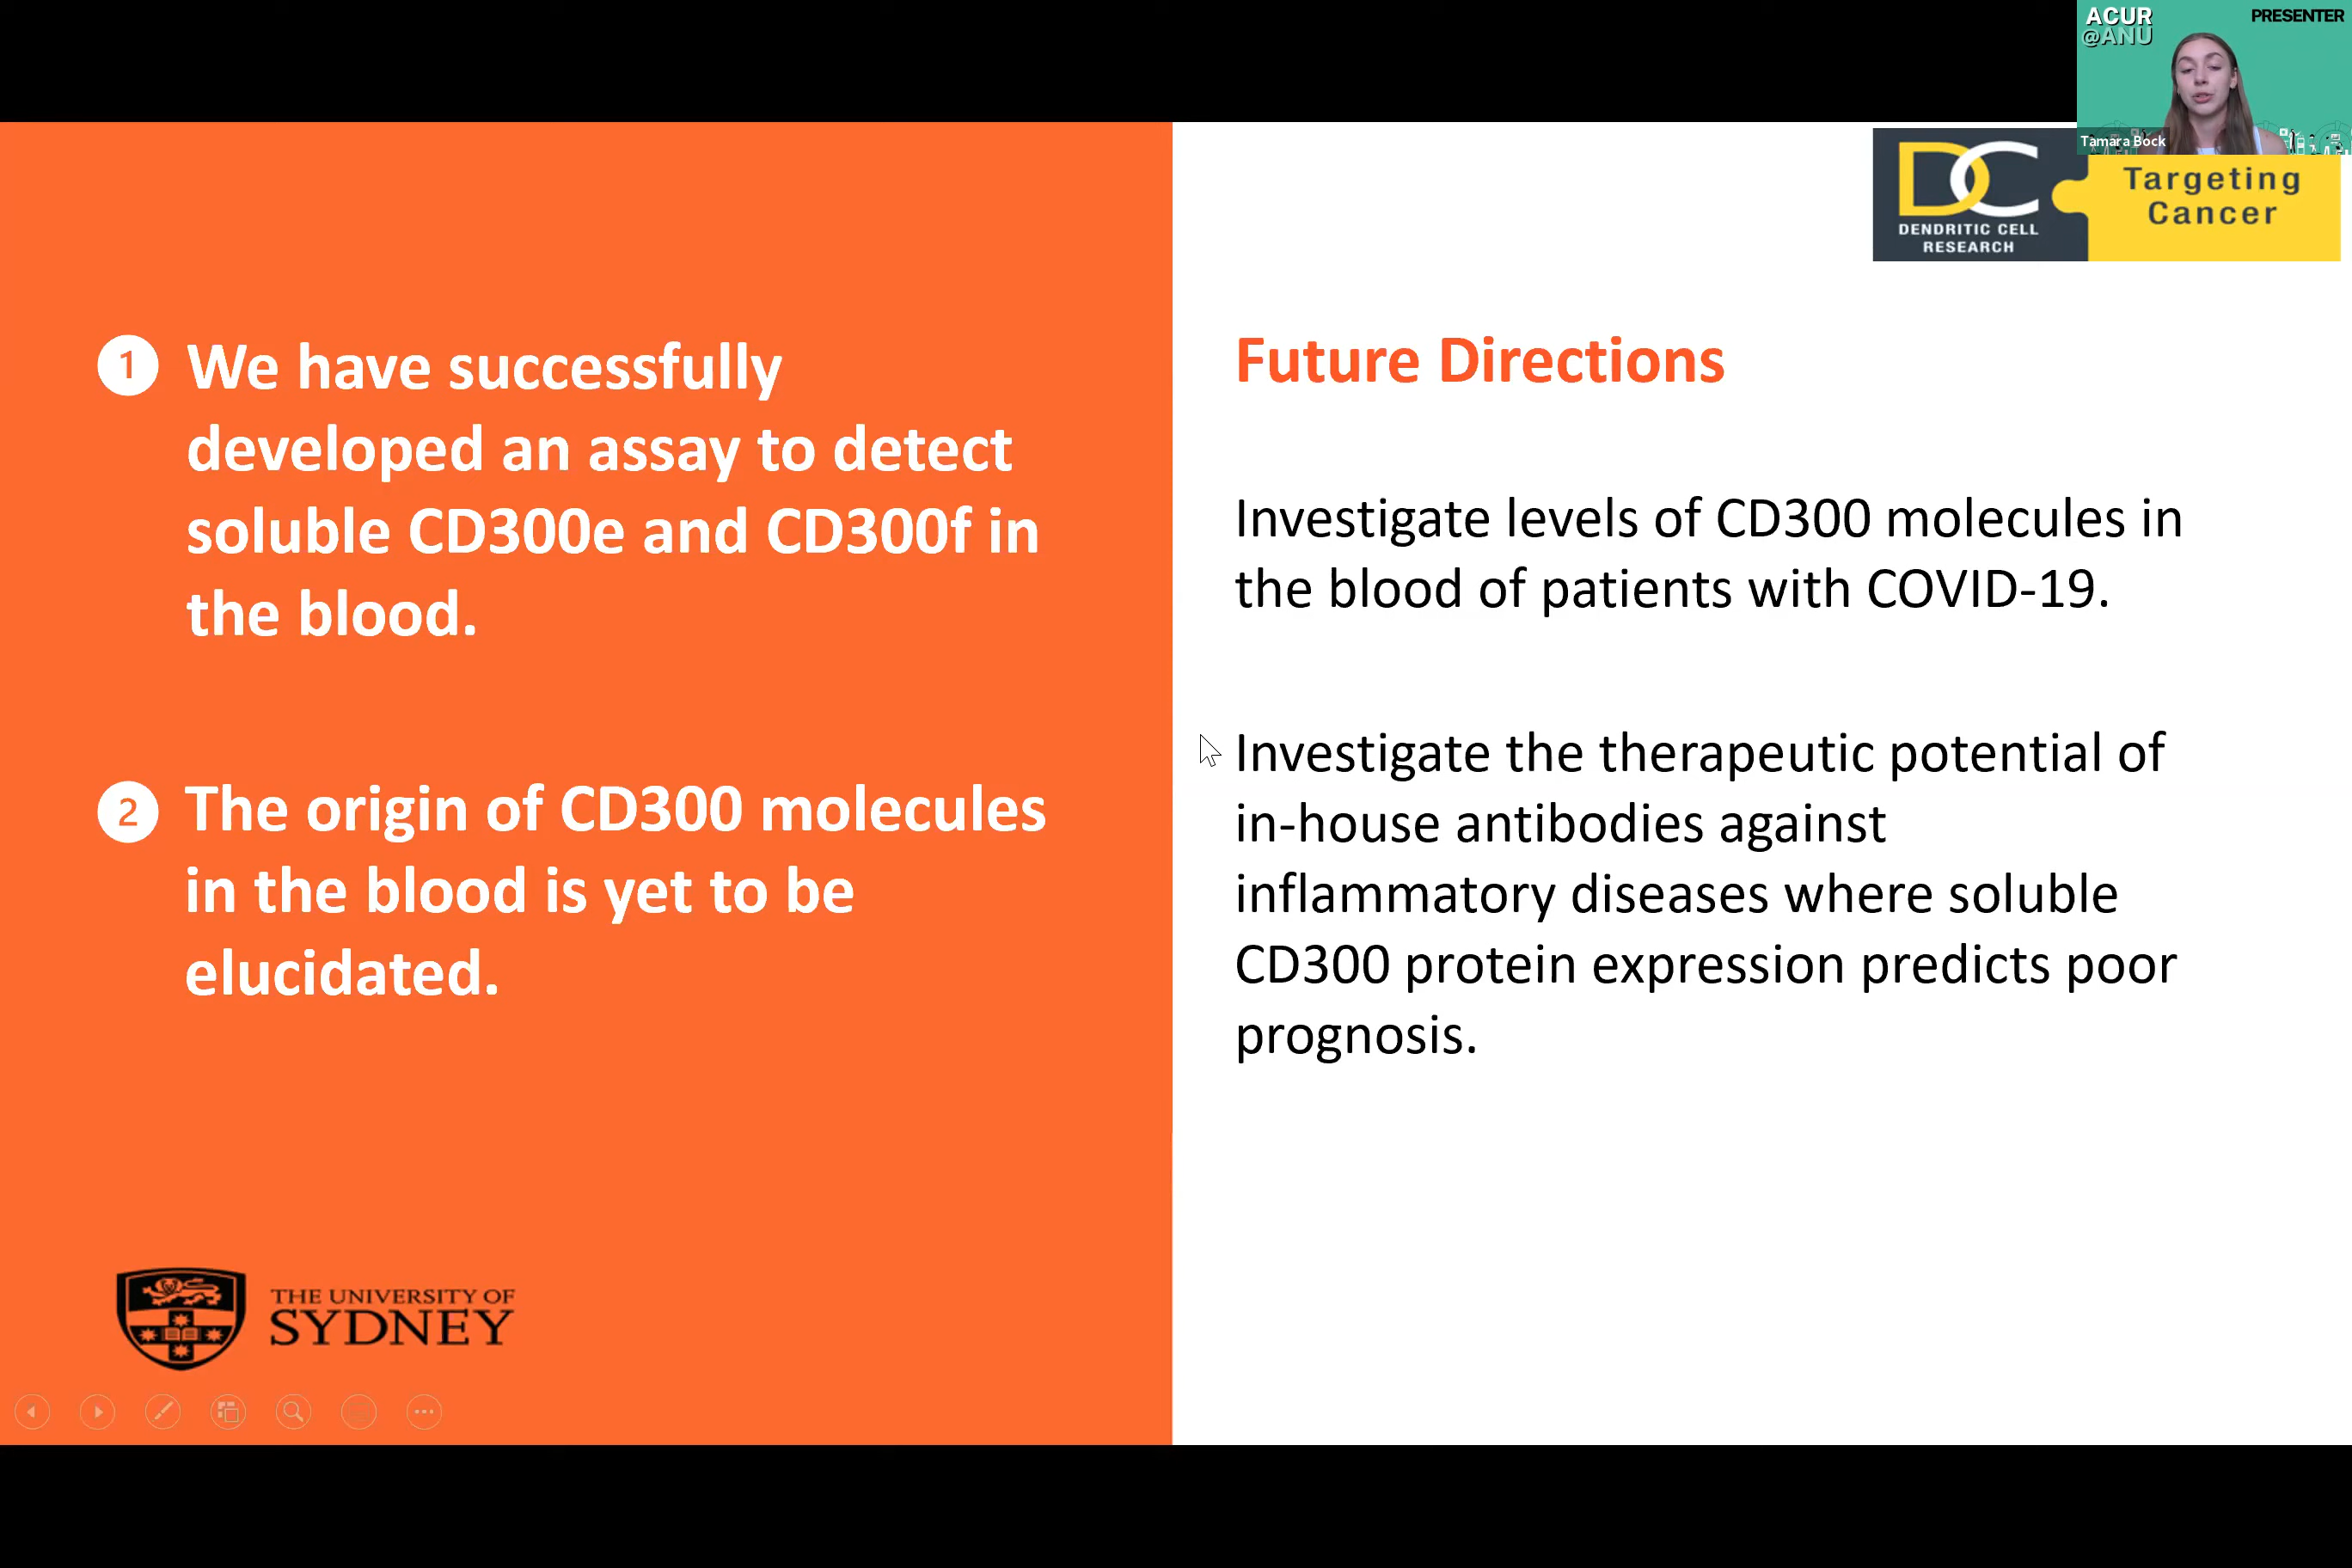 ACUR
@ANU
PRESENTER
Tamara Bock
DC
DENDRITIC CELL
RESEARCH
Targeting
Cancer
1 We have successfully
developed an assay to detect
soluble CD300e and CD300f in
the blood.
2 The origin of CD300 molecules
in the blood is yet to be
elucidated.
THE UNIVERSITY OF
SYDNEY
Future Directions
Investigate levels of CD300 molecules in
the blood of patients with COVID-19.
Investigate the therapeutic potential of
in-house antibodies against
inflammatory diseases where soluble
CD300 protein expression predicts poor
prognosis.